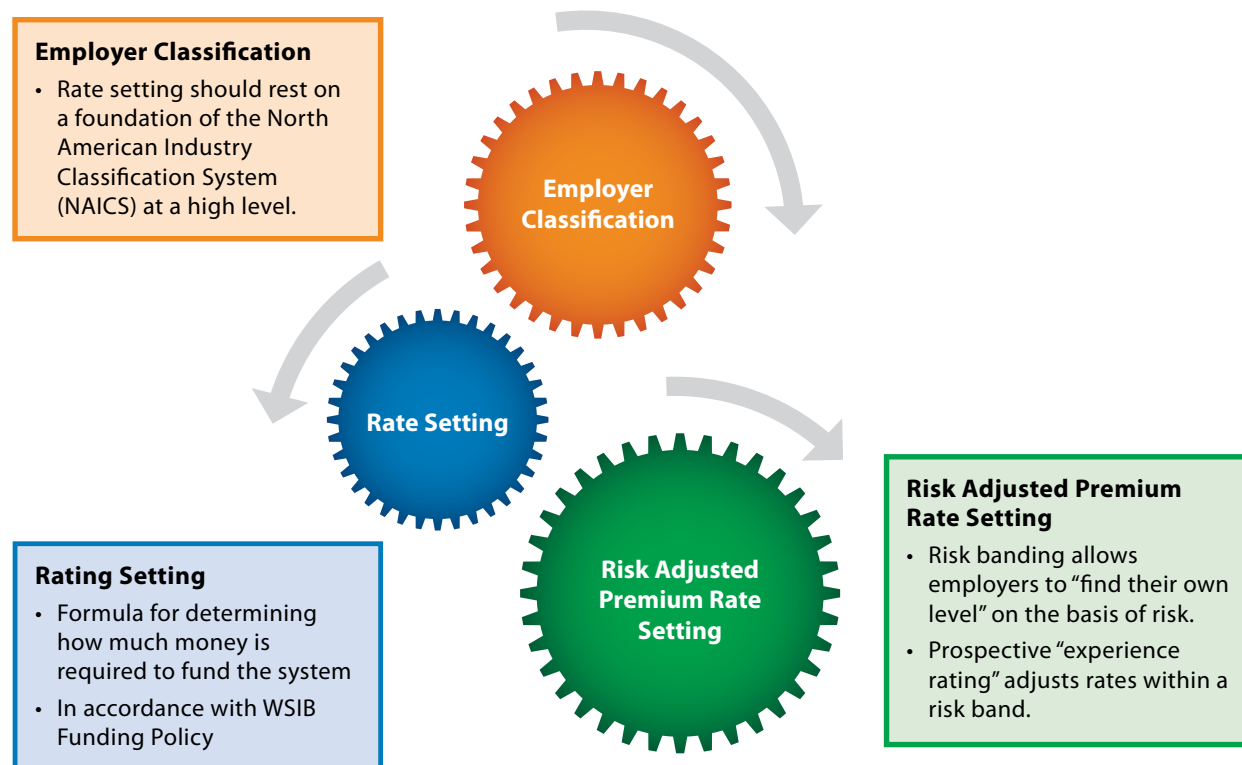 Employer Classification
• Rate setting should rest on
a foundation of the North
American Industry
Classification System
(NAICS) at a high level.
Employer
Classification
Rate Setting
Rating Setting
• Formula for determining
how much money is
required to fund the system
• In accordance with WSIB
Funding Policy
Risk Adjusted
Premium Rate
Setting
Risk Adjusted Premium
Rate Setting
• Risk banding allows
employers to “find their own
level” on the basis of risk.
• Prospective “experience
rating” adjusts rates within a
risk band.